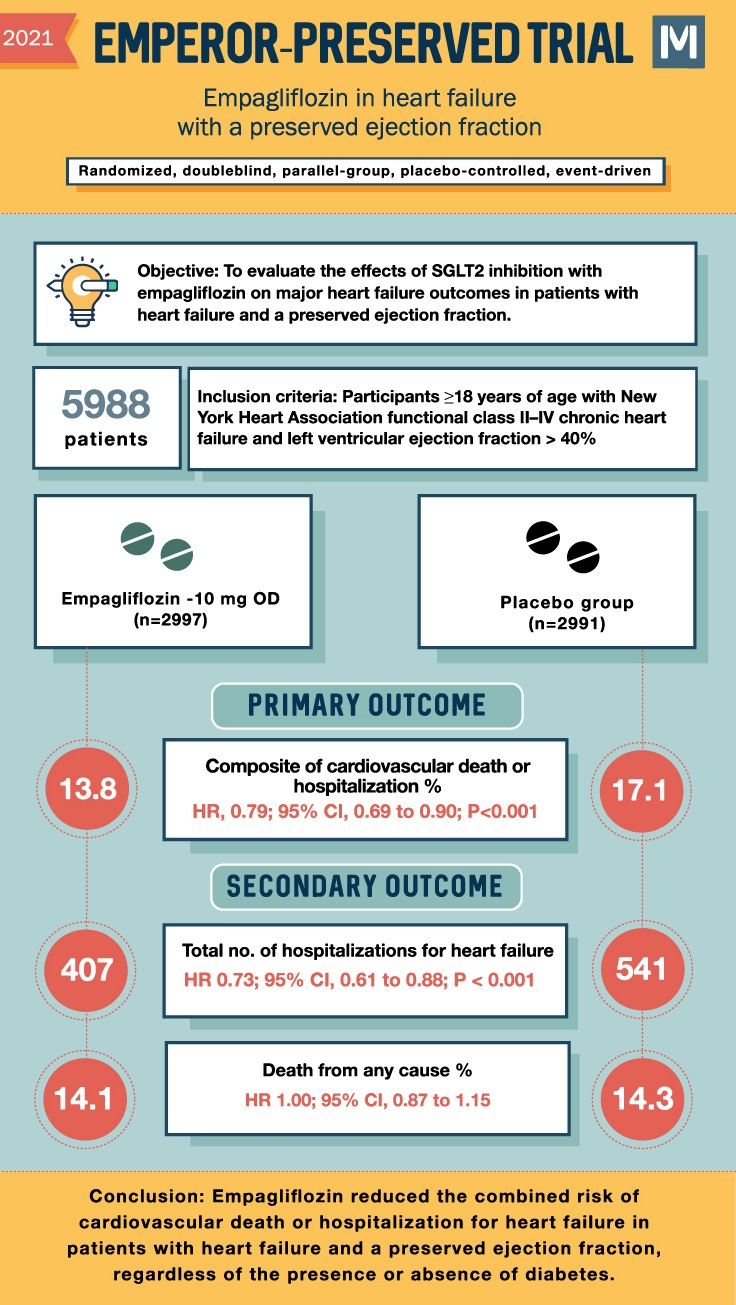 2021
EMPEROR-PRESERVED TRIAL
M
Empagliflozin in heart failure
with a preserved ejection fraction
Randomized, doubleblind, parallel-group, placebo-controlled, event-driven
Objective: To evaluate the effects of SGLT2 inhibition with
empagliflozin on major heart failure outcomes in patients with
heart failure and a preserved ejection fraction.
5988
patients
Inclusion criteria: Participants ≥18 years of age with New
York Heart Association functional class II–IV chronic heart
failure and left ventricular ejection fraction > 40%
Empagliflozin -10 mg OD
(n=2997)
Placebo group
(n=2991)
PRIMARY OUTCOME
13.8
Composite of cardiovascular death or
hospitalization %
HR, 0.79; 95% CI, 0.69 to 0.90; P<0.001
17.1
SECONDARY OUTCOME
407
Total no. of hospitalizations for heart failure
HR 0.73; 95% CI, 0.61 to 0.88; P < 0.001
541
14.1
Death from any cause %
HR 1.00; 95% CI, 0.87 to 1.15
14.3
Conclusion: Empagliflozin reduced the combined risk of
cardiovascular death or hospitalization for heart failure in
patients with heart failure and a preserved ejection fraction,
regardless of the presence or absence of diabetes.